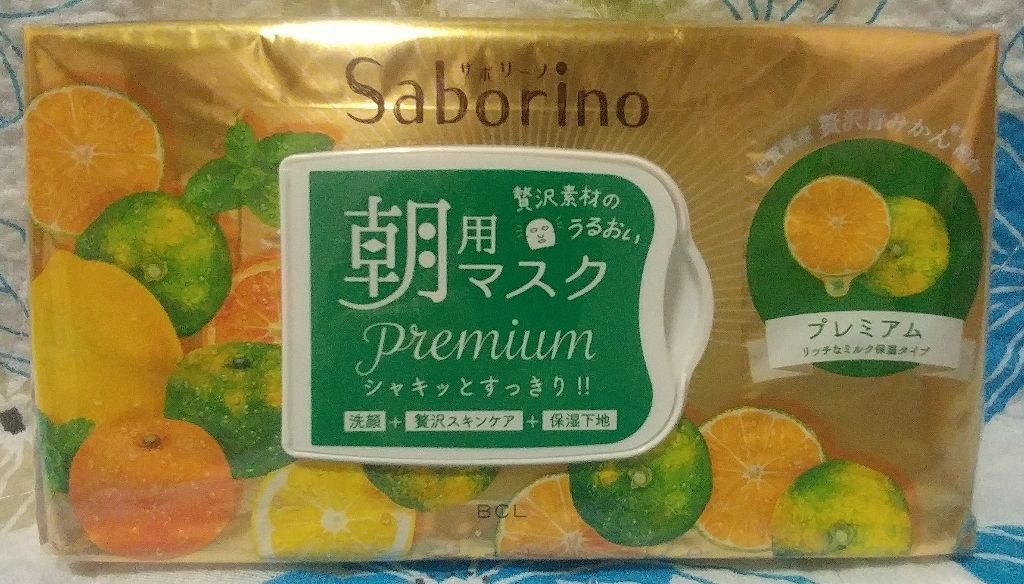 サボリーノ
Saborino
贅沢青みかん
贅沢素材の
うるおい
朝用
マスク
Premium
シャキッとすっきり!!
洗顔 + 贅沢スキンケア + 保湿下地
プレミアム
リッチなミルク保湿タイプ
BCL